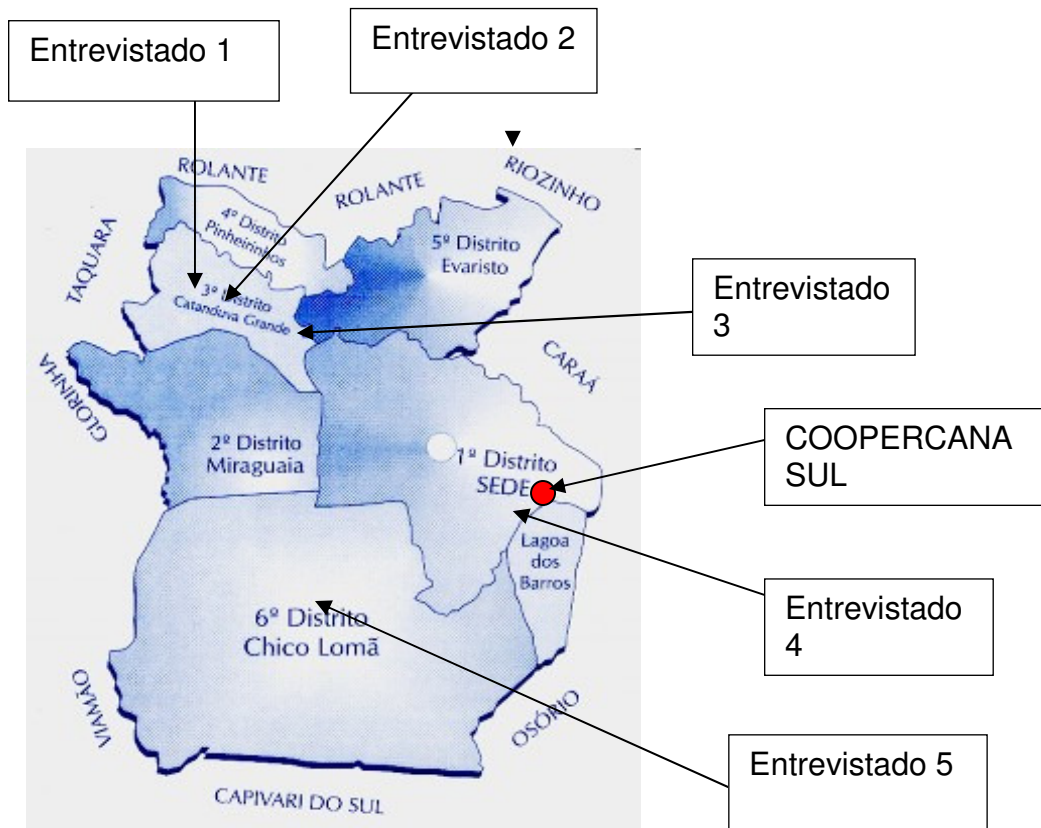 Entrevistado 1
Entrevistado 2
ROLANTE
ROLANTE
RIOZINHO
4º Distrito
Pinheirinhos
TAQUARA
5º Distrito
Evaristo
3º Distrito
Catanduva Grande
Entrevistado
3
CARAÁ
GLORINHA
COOPERCANA
SUL
2º Distrito
Miraguaia
1º Distrito
SEDE
Lagoa
dos
Barros
Entrevistado
4
6º Distrito
Chico Lomã
VIAMÃO
OSÓRIO
Entrevistado 5
CAPIVARI DO SUL